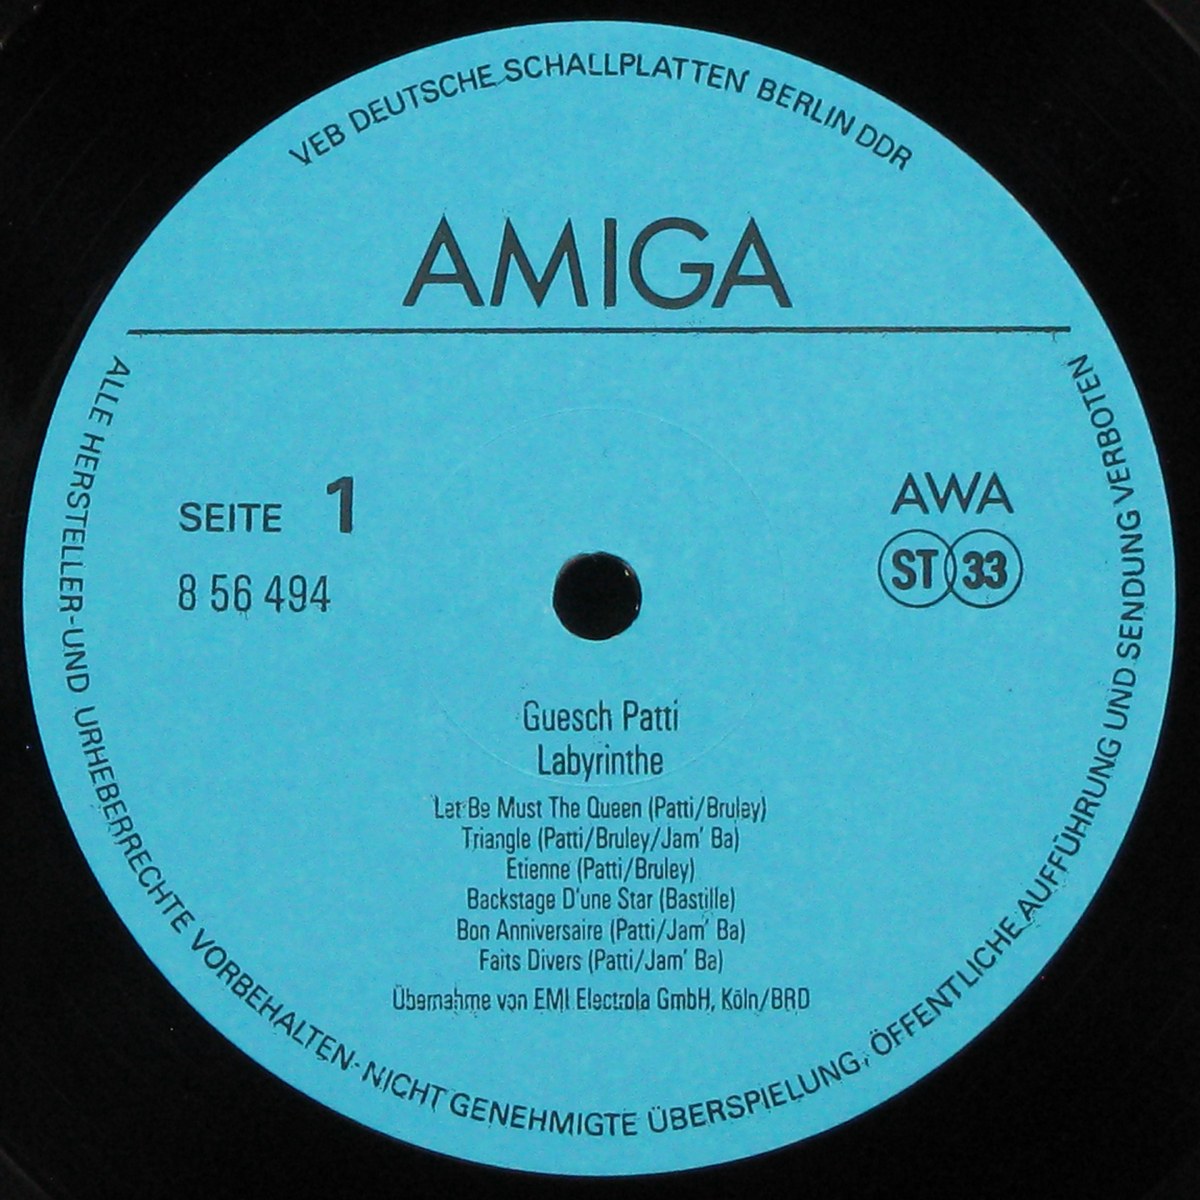 VEB DEUTSCHE SCHALLPLATTEN BERLIN DDR
AMIGA
SEITE 1
8 56 494
AWA
ST 33
Guesch Patti
Labyrinthe
Let Be Must The Queen (Patti/Bruley)
Triangle (Patti/Bruley/Jam' Ba)
Etienne (Patti/Bruley)
Backstage D'une Star (Bastille)
Bon Anniversaire (Patti/Jam' Ba)
Faits Divers (Patti/Jam' Ba)
Übernahme von EMI Electrola GmbH, Köln/BRD
ALLE HERSTELLER-UND URHEBERRECHTE VORBEHALTEN·NICHT GENEHMIGTE ÜBERSPIELUNG, ÖFFENTLICHE AUFFÜHRUNG UND SENDUNG VERBOTEN